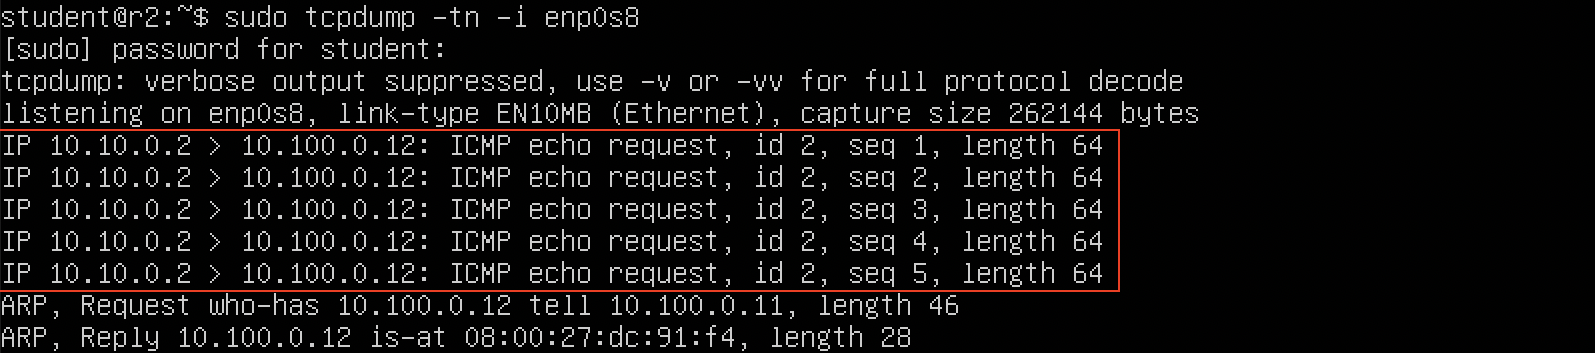 student@r2:~$ sudo tcpdump -tn -i enp0s8
[sudo] password for student:
tcpdump: verbose output suppressed, use -v or -vv for full protocol decode
listening on enp0s8, link-type EN10MB (Ethernet), capture size 262144 bytes
IP 10.10.0.2 > 10.100.0.12: ICMP echo request, id 2, seq 1, length 64
IP 10.10.0.2 > 10.100.0.12: ICMP echo request, id 2, seq 2, length 64
IP 10.10.0.2 > 10.100.0.12: ICMP echo request, id 2, seq 3, length 64
IP 10.10.0.2 > 10.100.0.12: ICMP echo request, id 2, seq 4, length 64
IP 10.10.0.2 > 10.100.0.12: ICMP echo request, id 2, seq 5, length 64
ARP, Request who-has 10.100.0.12 tell 10.100.0.11, length 46
ARP, Reply 10.100.0.12 is-at 08:00:27:dc:91:f4, length 28